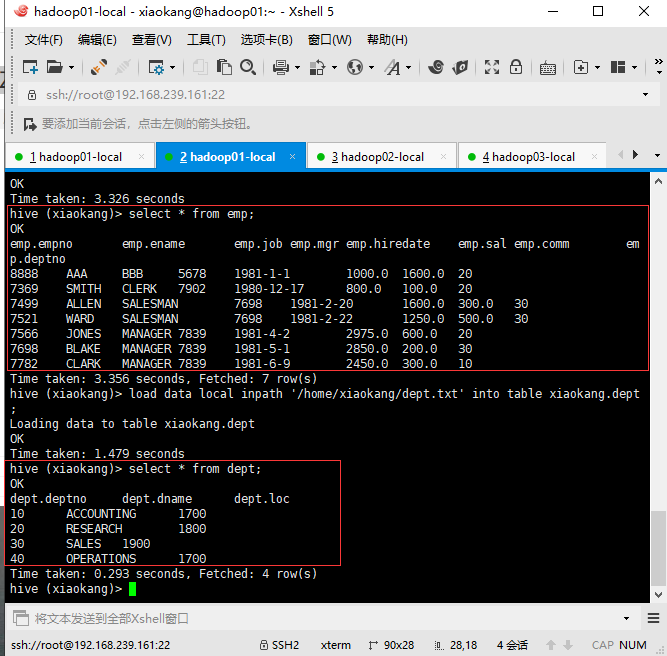 hadoop01-local - xiaokang@hadoop01:~ - Xshell 5
文件(F) 编辑(E) 查看(V) 工具(T) 选项卡(B) 窗口(W) 帮助(H)
ssh://root@192.168.239.161:22
要添加当前会话，点击左侧的箭头按钮。
1 hadoop01-local × 2 hadoop01-local × 3 hadoop02-local × 4 hadoop03-local ×
OK
Time taken: 3.326 seconds
hive (xiaokang)> select * from emp;
OK
emp.empno emp.ename emp.job emp.mgr emp.hiredate emp.sal emp.comm em
p.deptno
8888 AAA BBB 5678 1981-1-1 1000.0 1600.0 20
7369 SMITH CLERK 7902 1980-12-17 800.0 100.0 20
7499 ALLEN SALESMAN 7698 1981-2-20 1600.0 300.0 30
7521 WARD SALESMAN 7698 1981-2-22 1250.0 500.0 30
7566 JONES MANAGER 7839 1981-4-2 2975.0 600.0 20
7698 BLAKE MANAGER 7839 1981-5-1 2850.0 200.0 30
7782 CLARK MANAGER 7839 1981-6-9 2450.0 300.0 10
Time taken: 3.356 seconds, Fetched: 7 row(s)
hive (xiaokang)> load data local inpath '/home/xiaokang/dept.txt' into table xiaokang.dept
;
Loading data to table xiaokang.dept
OK
Time taken: 1.479 seconds
hive (xiaokang)> select * from dept;
OK
dept.deptno dept.dname dept.loc
10 ACCOUNTING 1700
20 RESEARCH 1800
30 SALES 1900
40 OPERATIONS 1700
Time taken: 0.293 seconds, Fetched: 4 row(s)
hive (xiaokang)>
将文本发送到全部Xshell窗口
ssh://root@192.168.239.161:22 SSH2 xterm 90x28 28,18 4 会话 CAP NUM